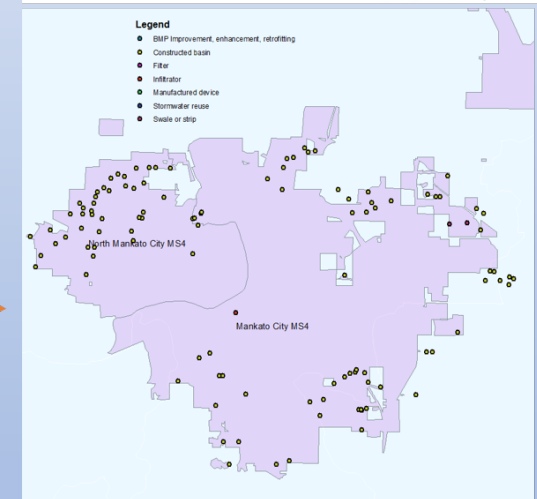 Legend
BMP Improvement, enhancement, retrofitting
Constructed basin
Filter
Infiltrator
Manufactured device
Stormwater reuse
Swale or strip
North Mankato City MS4
Mankato City MS4